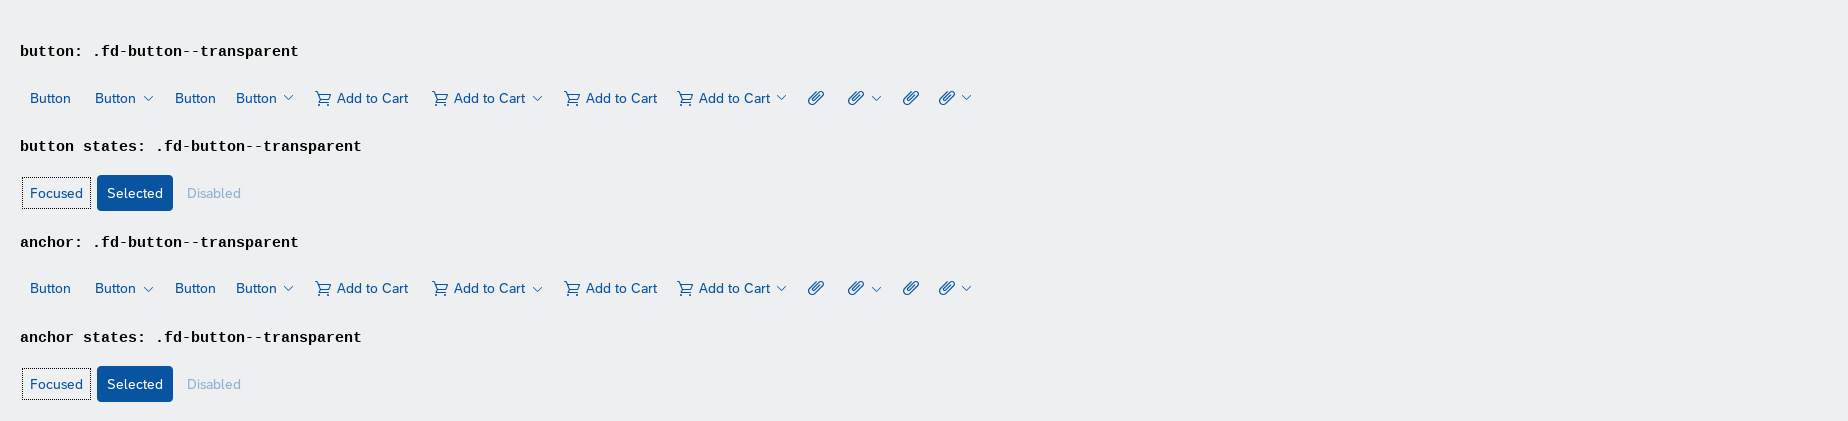 button: .fd-button--transparent
Button Button Button Button Add to Cart Add to Cart Add to Cart Add to Cart
button states: .fd-button--transparent
Focused Selected Disabled
anchor: .fd-button--transparent
Button Button Button Button Add to Cart Add to Cart Add to Cart Add to Cart
anchor states: .fd-button--transparent
Focused Selected Disabled